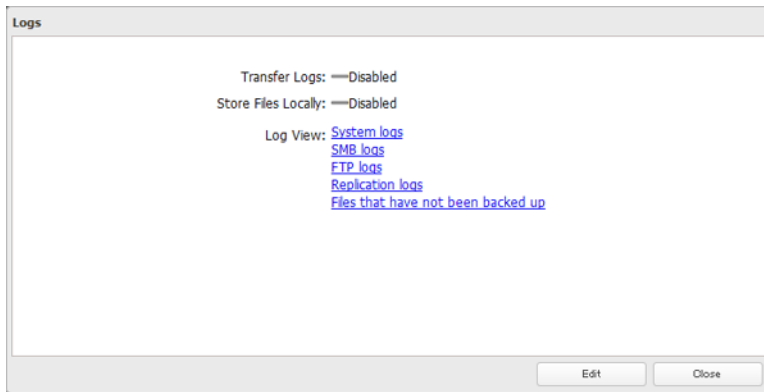 Logs
Transfer Logs: Disabled
Store Files Locally: Disabled
Log View: System logs
SMB logs
FTP logs
Replication logs
Files that have not been backed up
Edit Close